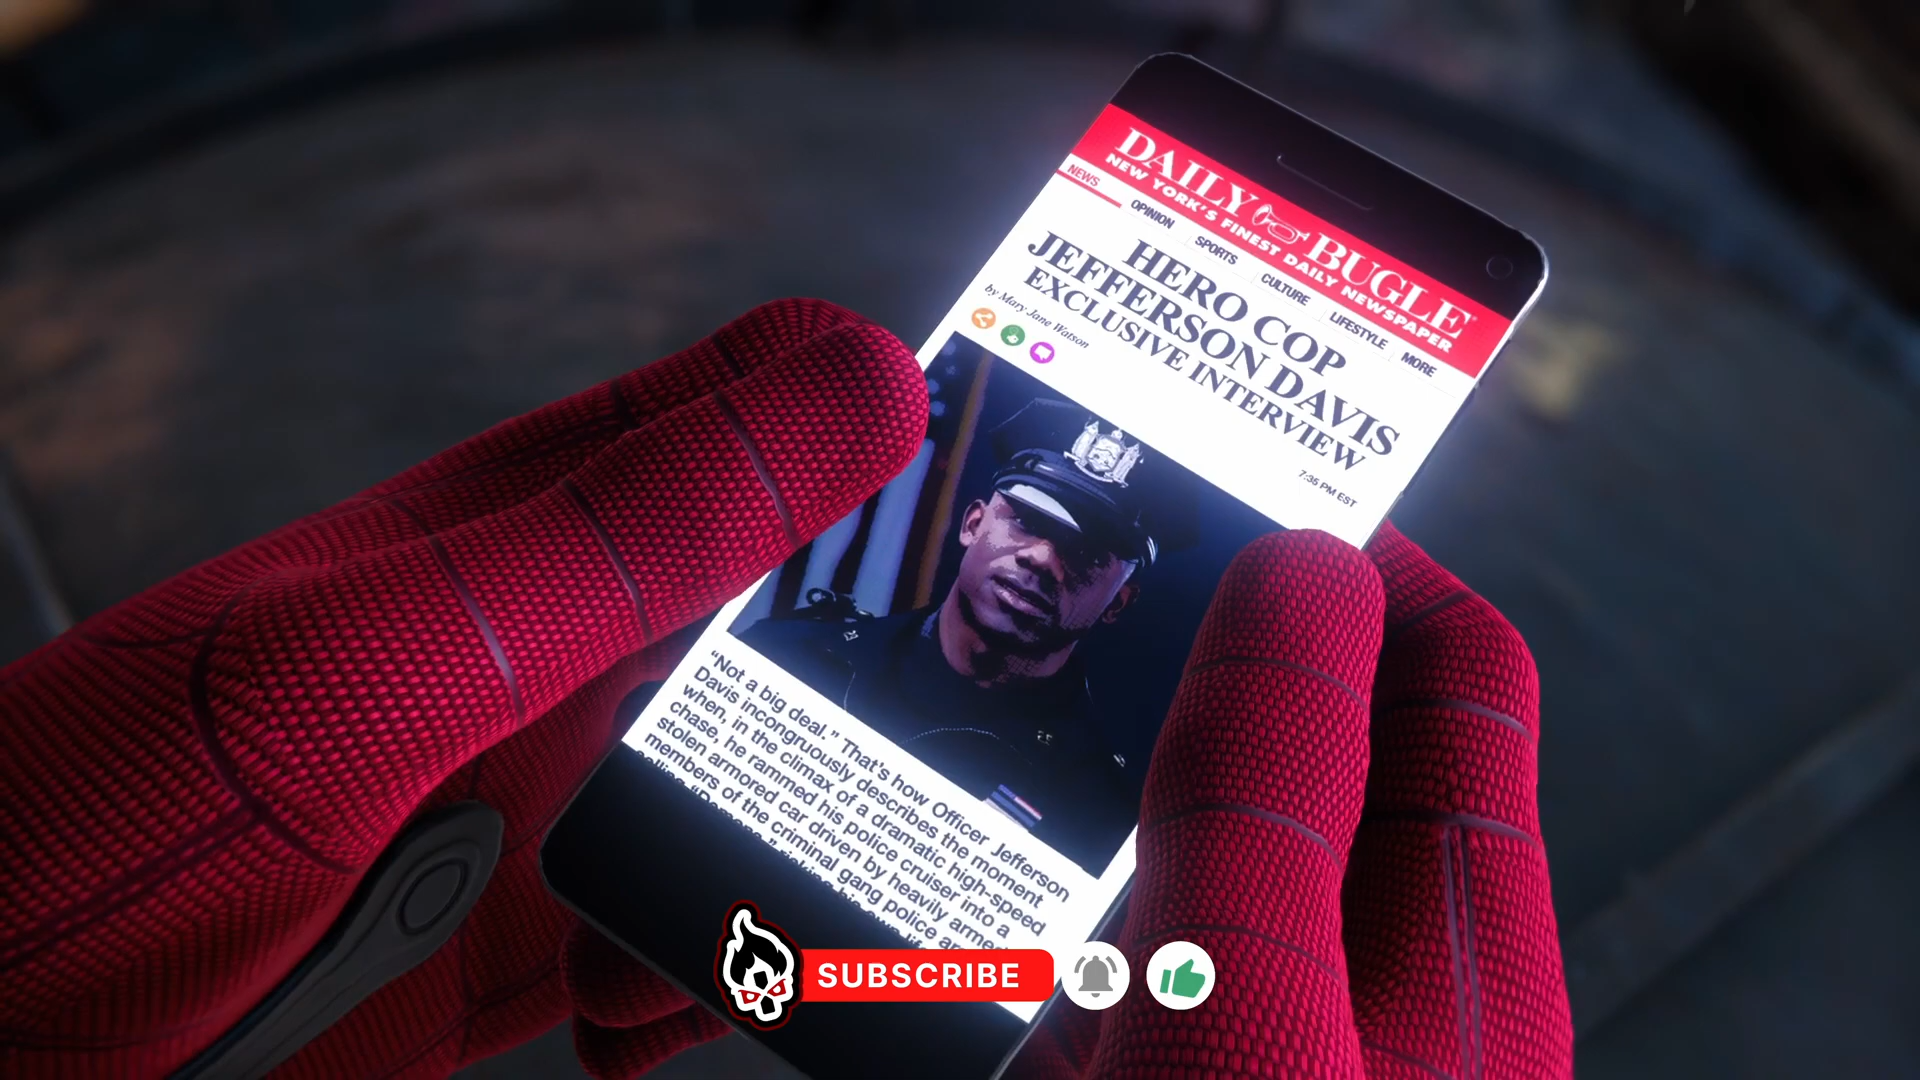 DAILY BUGLE
NEW YORK'S FINEST DAILY NEWSPAPER
NEWS OPINION SPORTS CULTURE LIFESTYLE MORE
HERO COP
JEFFERSON DAVIS
EXCLUSIVE INTERVIEW
by Mary Jane Watson
7:35 PM EST
“Not a big deal.” That's how Officer Jefferson
Davis incongruously describes the moment
when, in the climax of a dramatic high-speed
chase, he rammed his police cruiser into a
stolen armored car driven by heavily armed
members of the criminal gang police
SUBSCRIBE